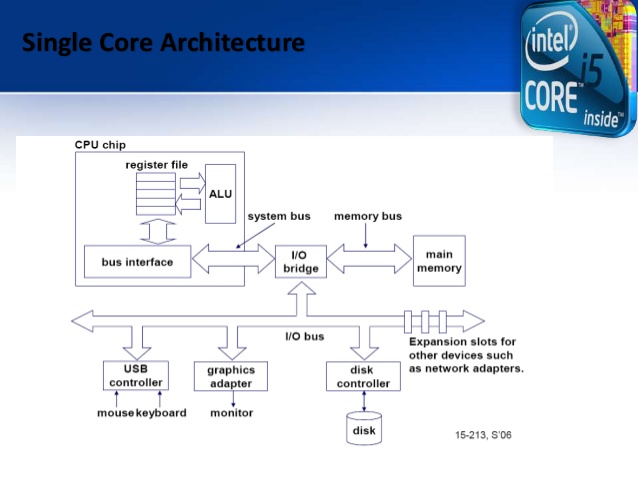 Single Core Architecture
intel
CORE i5
inside™
CPU chip
register file
ALU
system bus
memory bus
bus interface
I/O
bridge
main
memory
I/O bus
Expansion slots for
other devices such
as network adapters.
USB
controller
graphics
adapter
disk
controller
mouse keyboard
monitor
disk
15-213, S'06